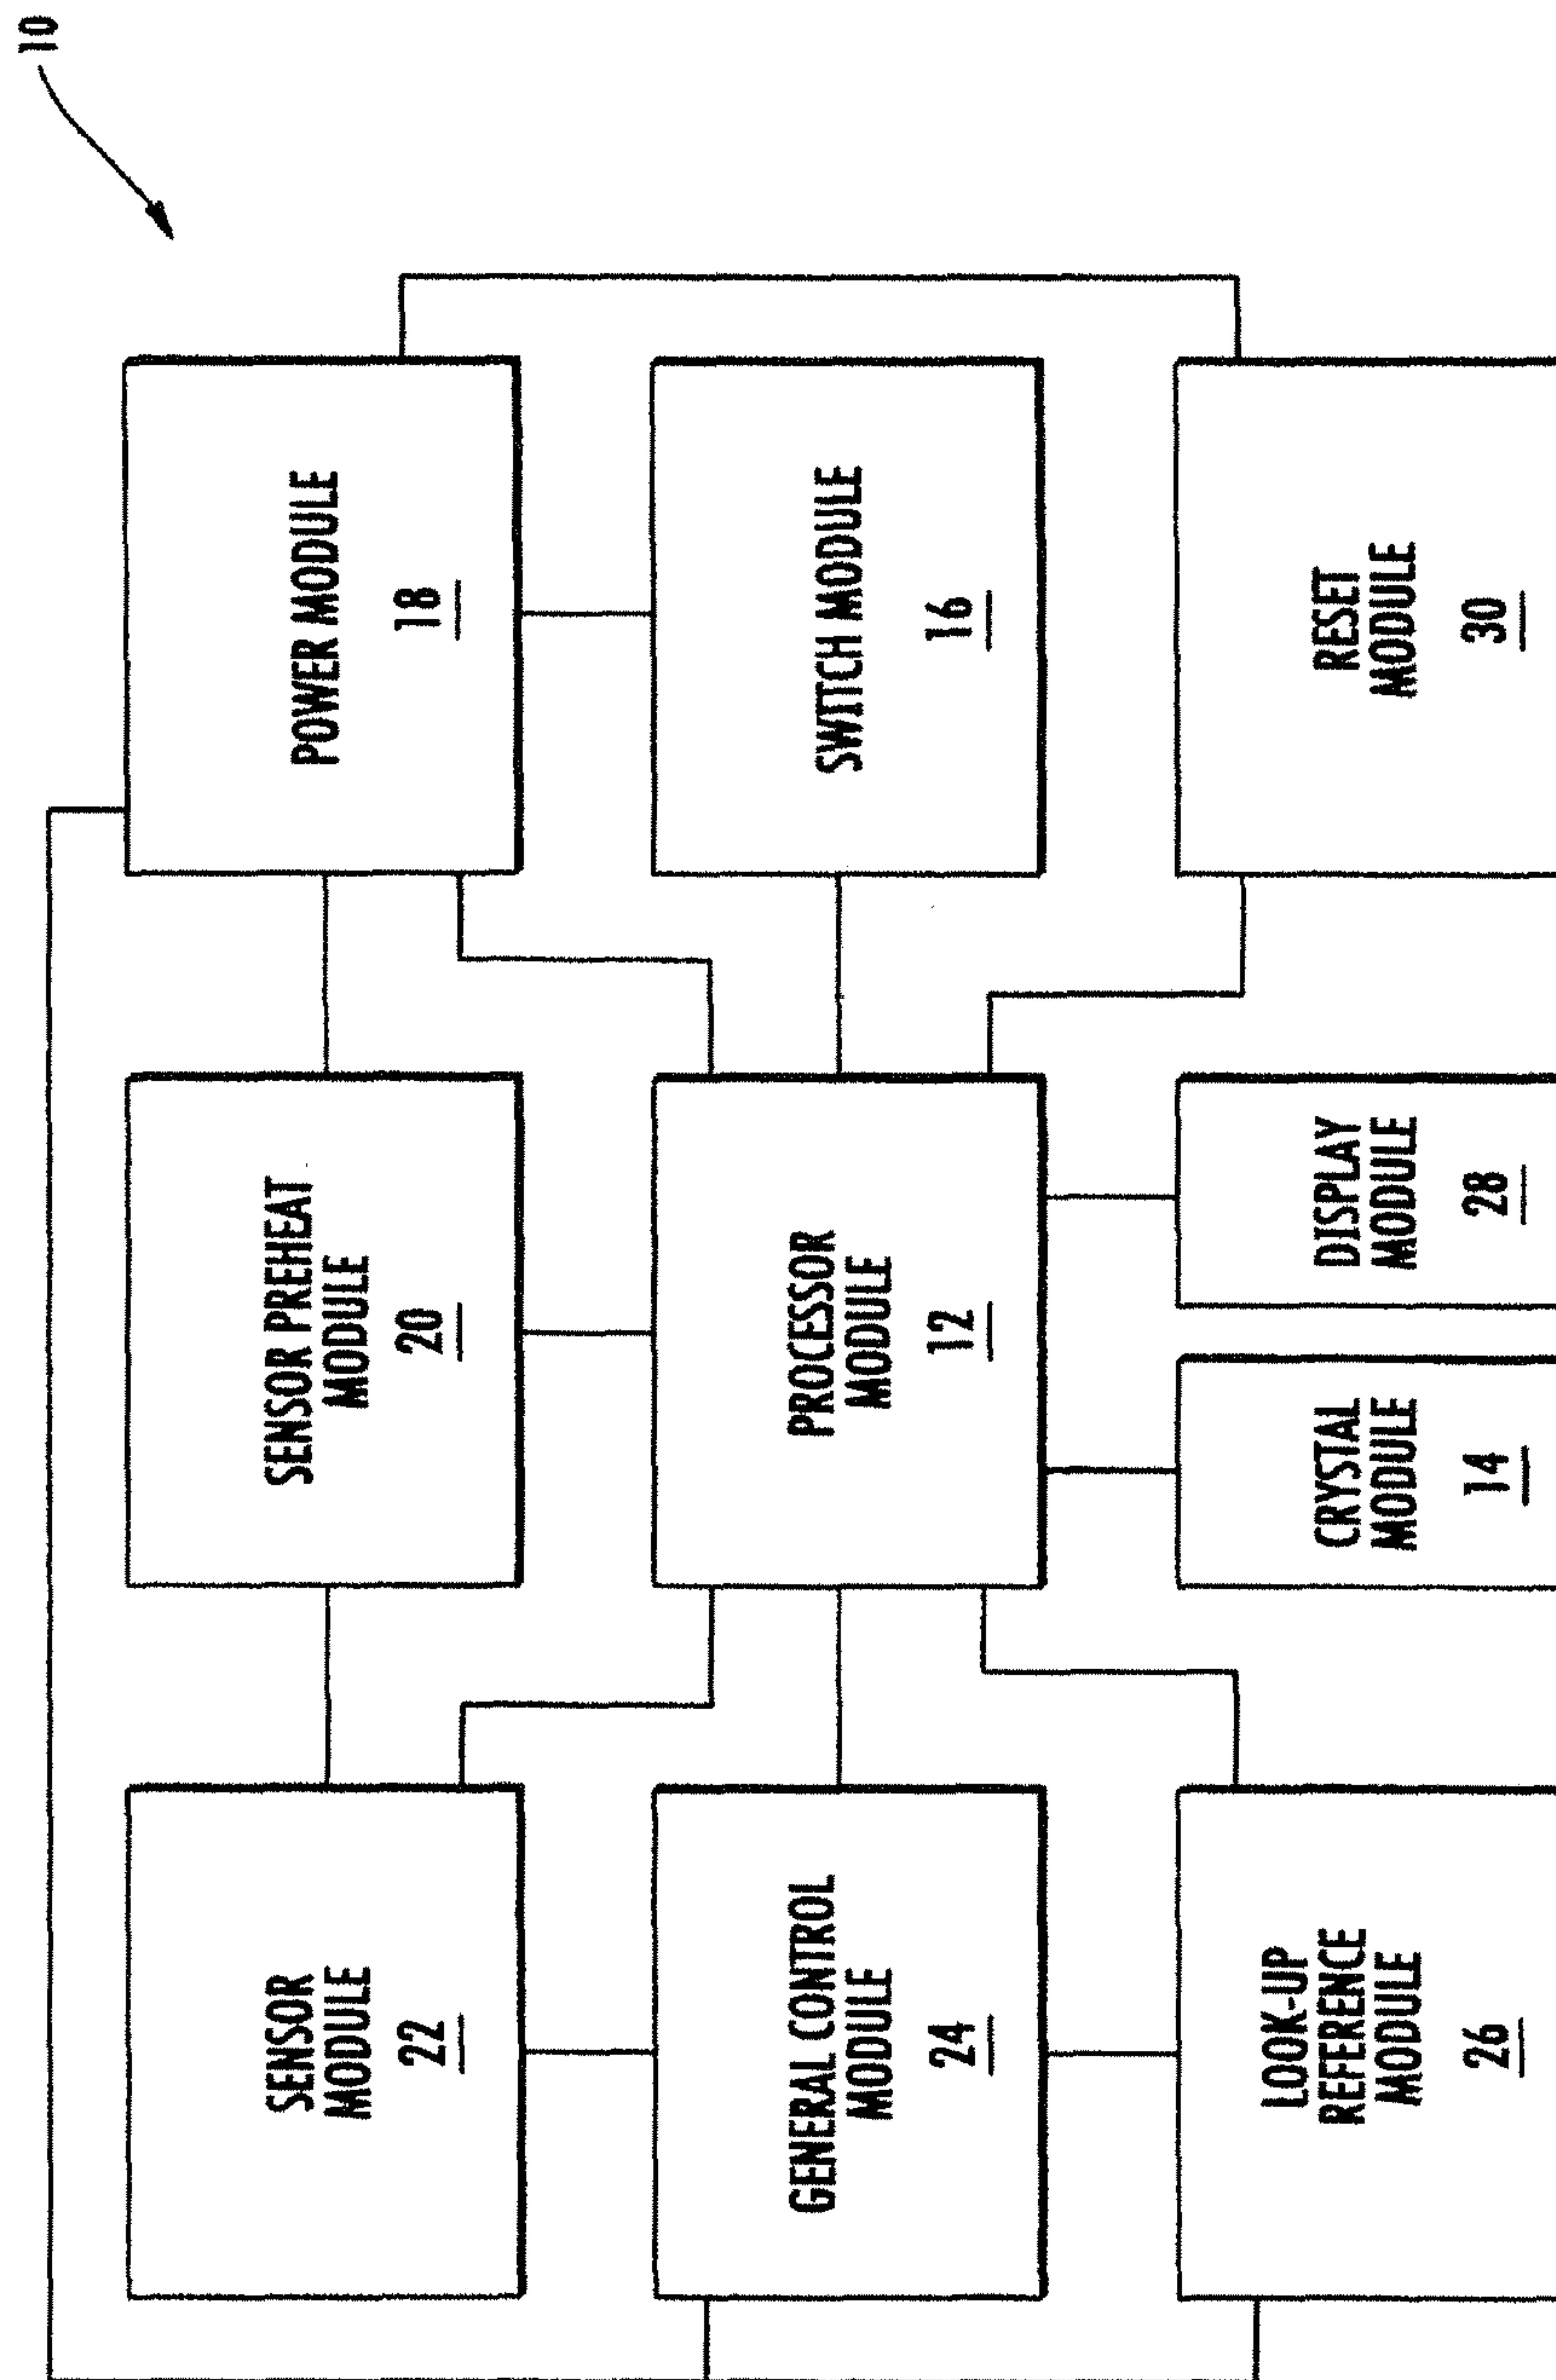 10
SENSOR
MODULE
22
SENSOR PREHEAT
MODULE
20
POWER MODULE
18
GENERAL CONTROL
MODULE
24
PROCESSOR
MODULE
12
SWITCH MODULE
16
LOOK-UP
REFERENCE
MODULE
26
CRYSTAL
MODULE
14
DISPLAY
MODULE
28
RESET
MODULE
30